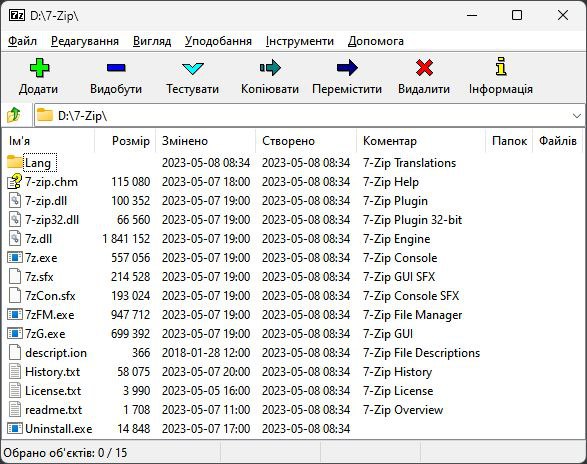 7z D:\7-Zip\
Файл Редагування Вигляд Уподобання Інструменти Допомога
Додати Видобути Тестувати Копіювати Перемістити Видалити Інформація
D:\7-Zip\
Ім'я Розмір Змінено Створено Коментар Папок Файлів
Lang 2023-05-08 08:34 2023-05-08 08:34 7-Zip Translations
7-zip.chm 115 080 2023-05-07 18:00 2023-05-08 08:34 7-Zip Help
7-zip.dll 100 352 2023-05-07 19:00 2023-05-08 08:34 7-Zip Plugin
7-zip32.dll 66 560 2023-05-07 19:00 2023-05-08 08:34 7-Zip Plugin 32-bit
7z.dll 1 841 152 2023-05-07 19:00 2023-05-08 08:34 7-Zip Engine
7z.exe 557 056 2023-05-07 19:00 2023-05-08 08:34 7-Zip Console
7z.sfx 214 528 2023-05-07 19:00 2023-05-08 08:34 7-Zip GUI SFX
7zCon.sfx 193 024 2023-05-07 19:00 2023-05-08 08:34 7-Zip Console SFX
7zFM.exe 947 712 2023-05-07 19:00 2023-05-08 08:34 7-Zip File Manager
7zG.exe 699 392 2023-05-07 19:00 2023-05-08 08:34 7-Zip GUI
descript.ion 366 2018-01-28 12:00 2023-05-08 08:34 7-Zip File Descriptions
History.txt 58 075 2023-05-07 20:00 2023-05-08 08:34 7-Zip History
License.txt 3 990 2023-05-05 16:00 2023-05-08 08:34 7-Zip License
readme.txt 1 708 2023-05-07 11:00 2023-05-08 08:34 7-Zip Overview
Uninstall.exe 14 848 2023-05-07 17:00 2023-05-08 08:34
Обрано об'єктів: 0 / 15